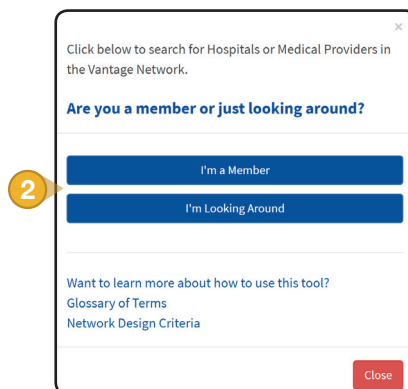 ×
Click below to search for Hospitals or Medical Providers in
the Vantage Network.
Are you a member or just looking around?
I'm a Member
2
I'm Looking Around
Want to learn more about how to use this tool?
Glossary of Terms
Network Design Criteria
Close